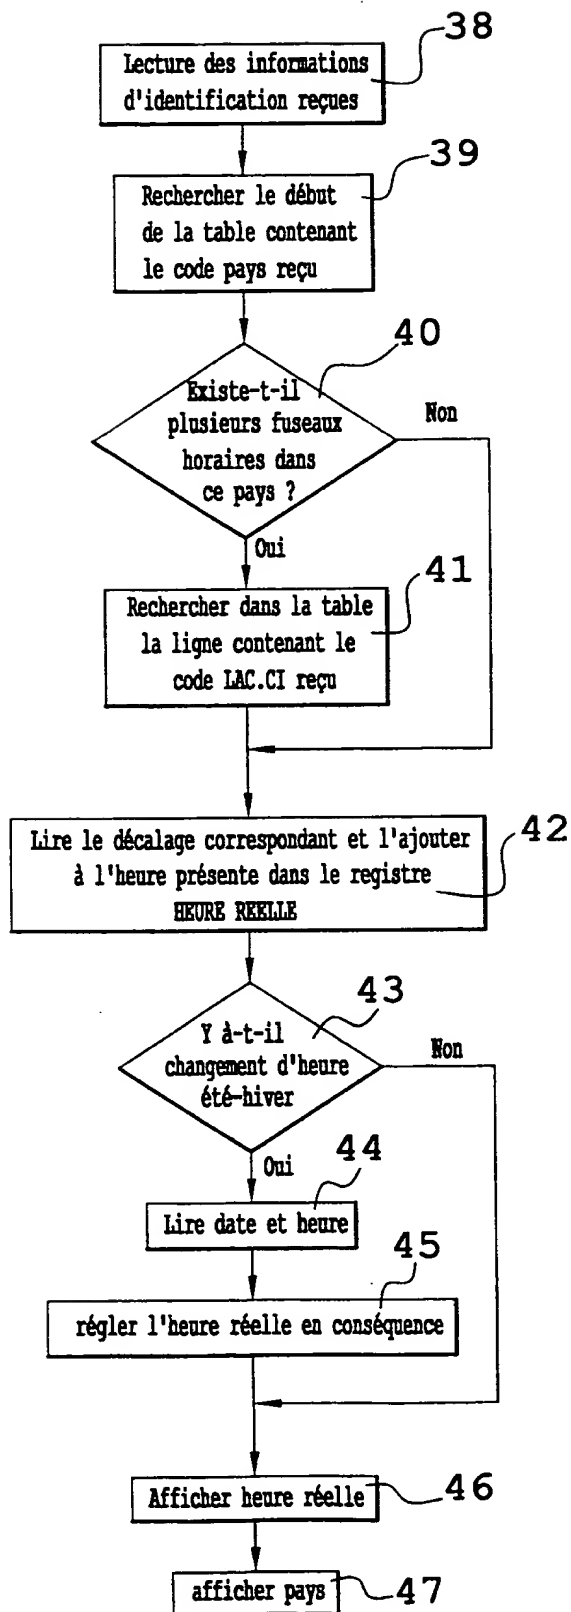 38
Lecture des informations
d'identification reçues
39
Rechercher le début
de la table contenant
le code pays reçu
40
Existe-t-il
plusieurs fuseaux
horaires dans
ce pays ?
Non
Oui
41
Rechercher dans la table
la ligne contenant le
code LAC.CI reçu
42
Lire le décalage correspondant et l'ajouter
à l'heure présente dans le registre
HEURE REELLE
43
Y à-t-il
changement d'heure
été-hiver
Non
Oui
44
Lire date et heure
45
régler l'heure réelle en conséquence
Afficher heure réelle
46
afficher pays
47